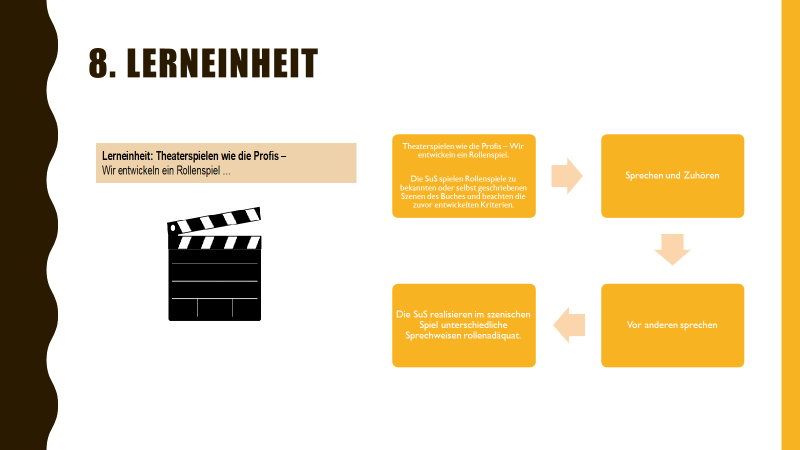 8. LERNEINHEIT
Lerneinheit: Theaterspielen wie die Profis –
Wir entwickeln ein Rollenspiel ...
Theaterspielen wie die Profis – Wir
entwickeln ein Rollenspiel.
Die SuS spielen Rollenspiele zu
bekannten oder selbst geschriebenen
Szenen des Buches und beachten die
zuvor entwickelten Kriterien.
Sprechen und Zuhören
Vor anderen sprechen
Die SuS realisieren im szenischen
Spiel unterschiedliche
Sprechweisen rollenadäquat.